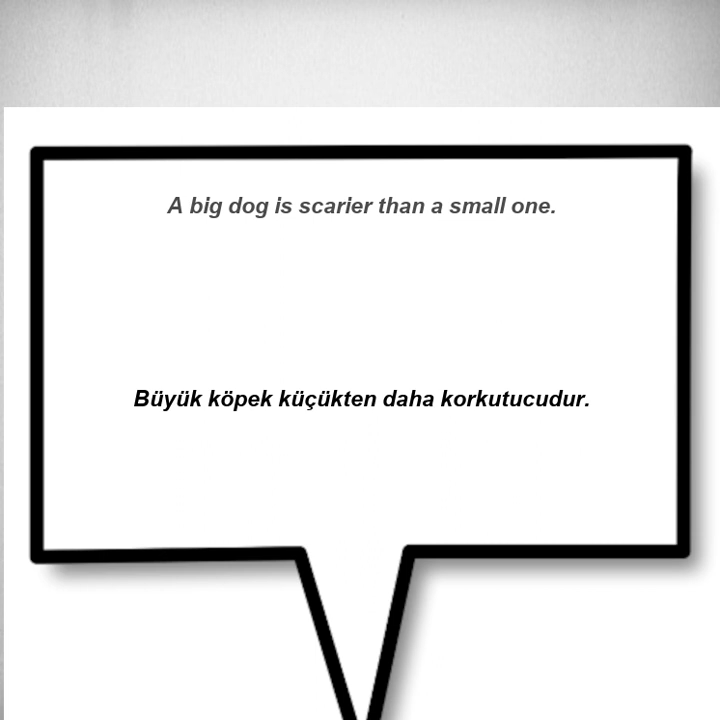 A big dog is scarier than a small one.
Büyük köpek küçükten daha korkutucudur.